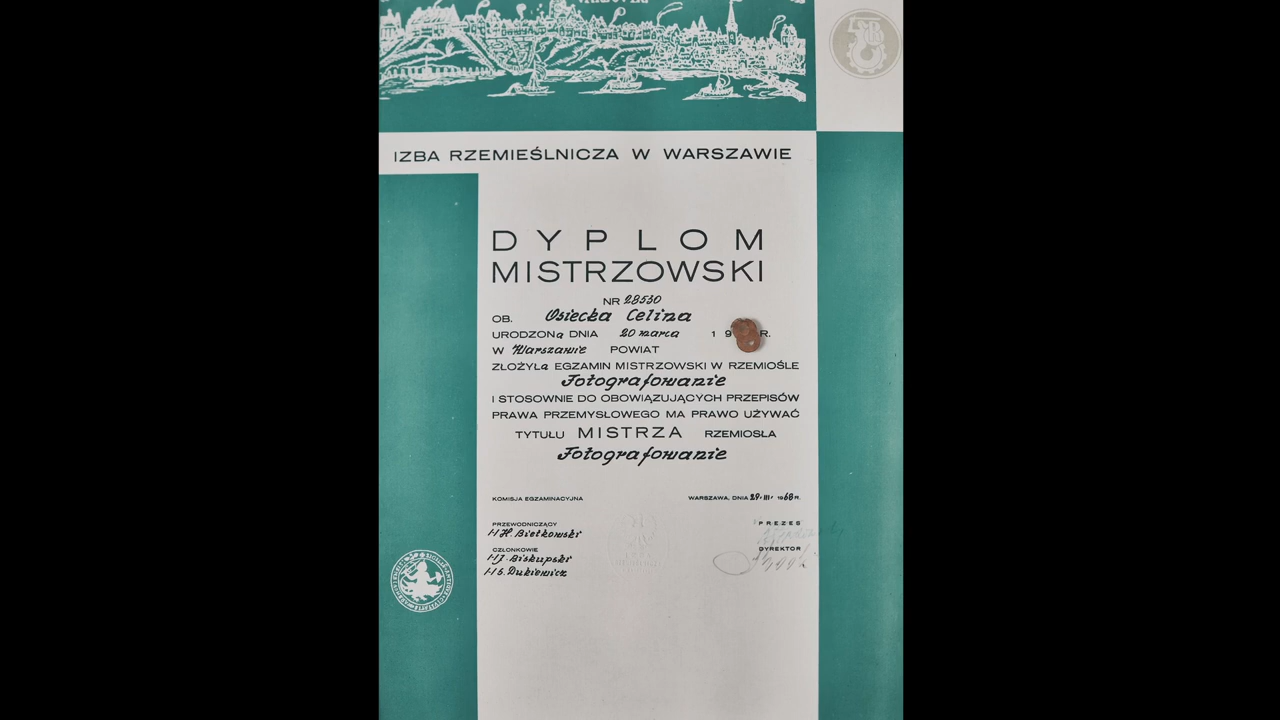 IZBA RZEMIEŚLNICZA W WARSZAWIE
DYPLOM
MISTRZOWSKI
NR 28530
OB. Osiecka Celina
URODZONa DNIA 20 marca 19 R.
W Warszawie POWIAT
ZŁOŻYŁa EGZAMIN MISTRZOWSKI W RZEMIOŚLE
Fotografowanie
I STOSOWNIE DO OBOWIĄZUJĄCYCH PRZEPISÓW
PRAWA PRZEMYSŁOWEGO MA PRAWO UŻYWAĆ
TYTUŁU MISTRZA RZEMIOSŁA
Fotografowanie
KOMISJA EGZAMINACYJNA
WARSZAWA, DNIA 29.III. 1968 R.
PRZEWODNICZĄCY
H. Bietkowski
CZŁONKOWIE
J. Biskupski
S. Dukiewicz
PREZES
DYREKTOR